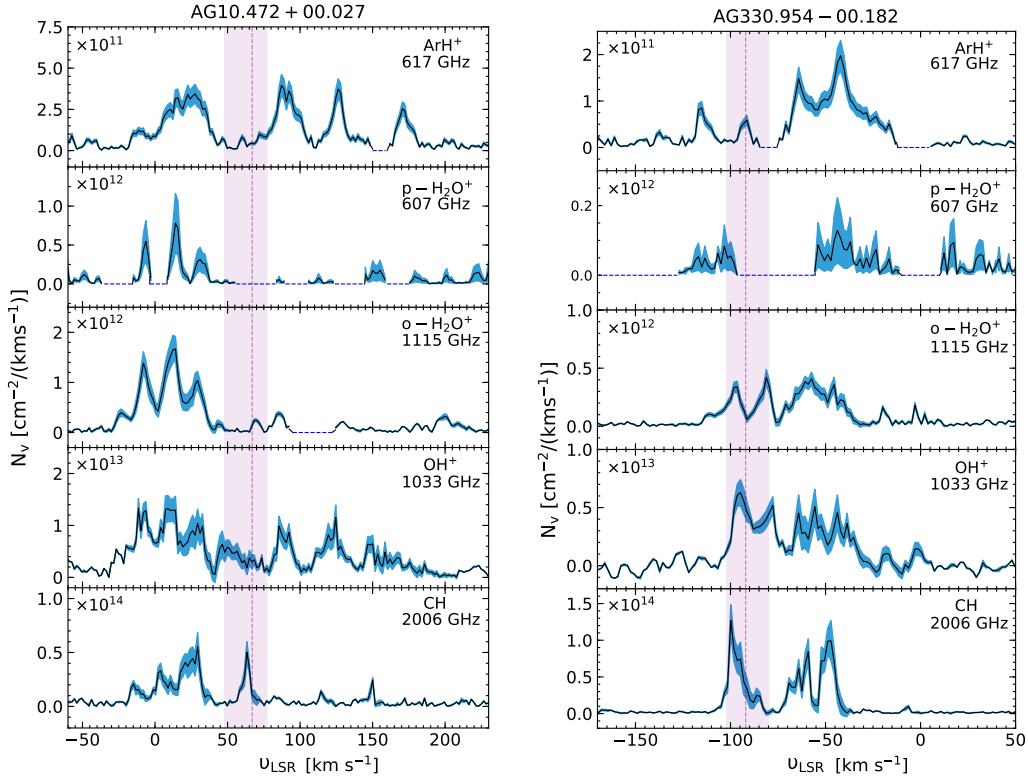 AG10.472 + 00.027
×10¹¹
ArH⁺
617 GHz
7.5
5.0
2.5
0.0
×10¹²
p − H₂O⁺
607 GHz
1.0
0.5
0.0
×10¹²
o − H₂O⁺
1115 GHz
2
1
0
×10¹³
OH⁺
1033 GHz
2
1
0
×10¹⁴
CH
2006 GHz
1.0
0.5
0.0
Nᵥ [cm⁻²/(kms⁻¹)]
−50 0 50 100 150 200
υLSR [km s⁻¹]
AG330.954 − 00.182
×10¹¹
ArH⁺
617 GHz
2
1
0
×10¹²
p − H₂O⁺
607 GHz
0.2
0.0
×10¹²
o − H₂O⁺
1115 GHz
1.0
0.5
0.0
×10¹³
OH⁺
1033 GHz
1.0
0.5
0.0
×10¹⁴
CH
2006 GHz
1.5
1.0
0.5
0.0
Nᵥ [cm⁻²/(kms⁻¹)]
−150 −100 −50 0 50
υLSR [km s⁻¹]